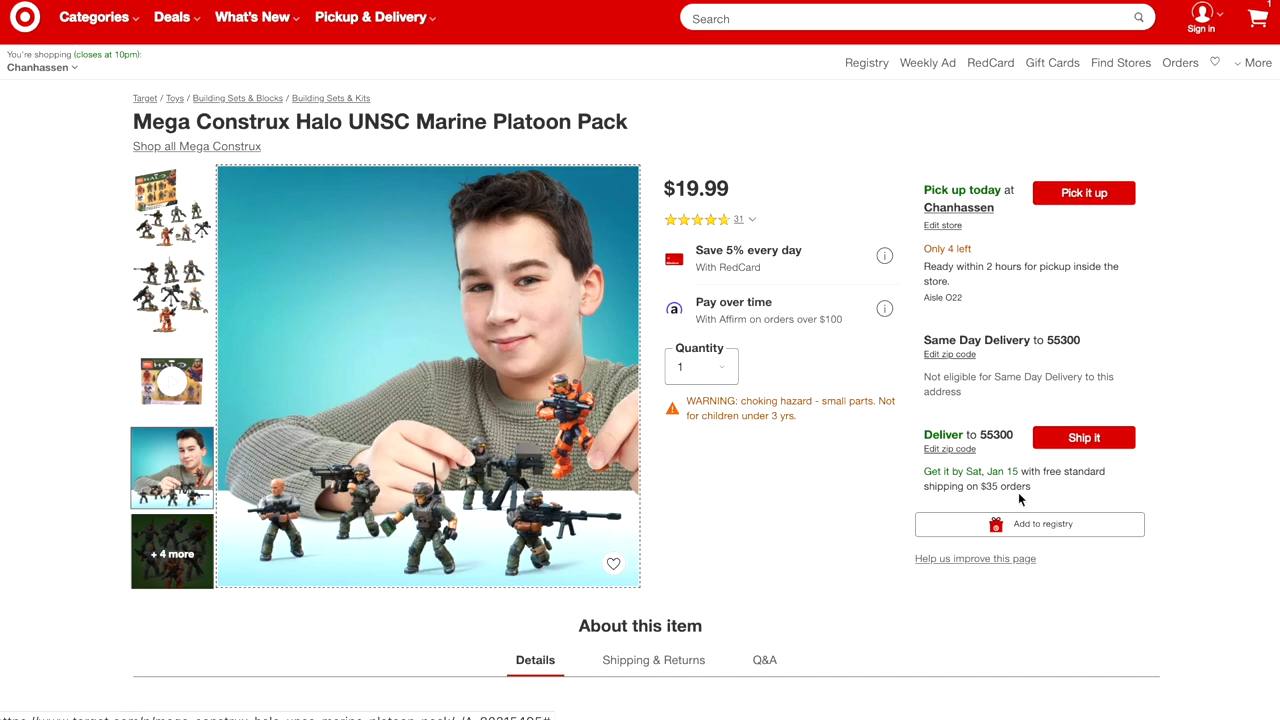 Categories
Deals
What's New
Pickup & Delivery
Search
Sign in
1
You're shopping (closes at 10pm):
Chanhassen
Registry
Weekly Ad
RedCard
Gift Cards
Find Stores
Orders
More
Target / Toys / Building Sets & Blocks / Building Sets & Kits
Mega Construx Halo UNSC Marine Platoon Pack
Shop all Mega Construx
HALO
HALO
+ 4 more
$19.99
31
Save 5% every day
With RedCard
Pay over time
With Affirm on orders over $100
Quantity
1
WARNING: choking hazard - small parts. Not
for children under 3 yrs.
Pick up today at
Chanhassen
Edit store
Pick it up
Only 4 left
Ready within 2 hours for pickup inside the
store.
Aisle O22
Same Day Delivery to 55300
Edit zip code
Not eligible for Same Day Delivery to this
address
Deliver to 55300
Edit zip code
Ship it
Get it by Sat, Jan 15 with free standard
shipping on $35 orders
Add to registry
Help us improve this page
About this item
Details
Shipping & Returns
Q&A